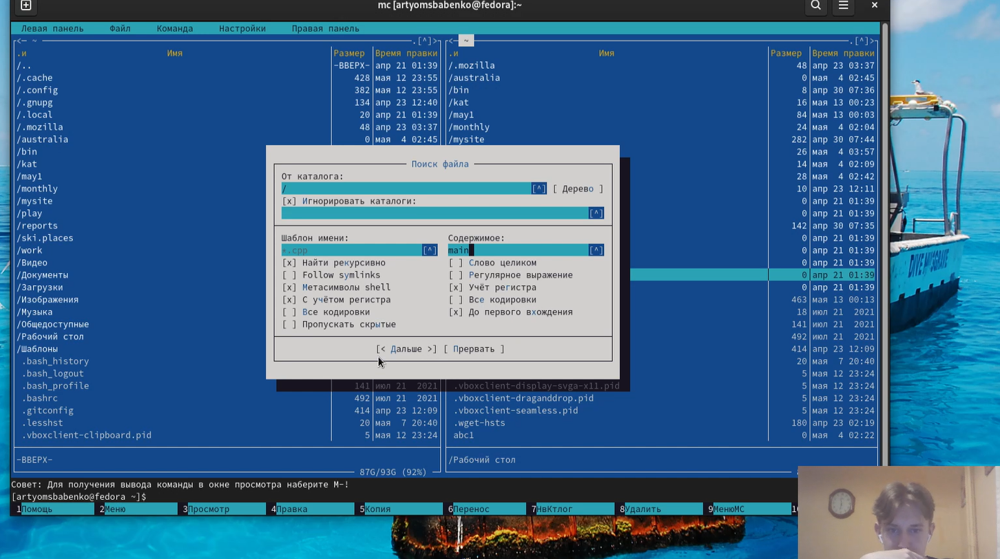 mc [artyomsbabenko@fedora]:~
Левая панель Файл Команда Настройки Правая панель
<— ~ .[^]> <— ~ .[^]>
.и Имя Размер Время правки .и Имя Размер Время правки
/.. -ВВЕРХ- апр 21 01:39 /.mozilla 48 апр 23 03:37
/.cache 428 мая 12 23:55 /australia 0 мая 4 02:45
/.config 382 мая 12 23:55 /bin 8 апр 30 07:36
/.gnupg 134 апр 23 12:40 /kat 16 мая 13 00:23
/.local 20 апр 21 01:39 /may1 84 мая 13 00:03
/.mozilla 48 апр 23 03:37 /monthly 24 мая 4 02:04
/australia 0 мая 4 02:45 /mysite 282 апр 30 07:44
/bin 26 мая 4 03:57
/kat Поиск файла 14 мая 4 02:09
/may1 От каталога: 28 мая 4 02:42
/monthly / [^] [ Дерево ] 10 апр 23 12:11
/mysite [x] Игнорировать каталоги: 0 апр 21 01:39
/play [^] 0 апр 21 01:39
/reports 142 апр 30 07:35
/ski.places Шаблон имени: Содержимое: 0 апр 21 01:39
/work *.cpp [^] main [^] 0 апр 21 01:39
/Видео [x] Найти рекурсивно [ ] Слово целиком 0 апр 21 01:39
/Документы [ ] Follow symlinks [ ] Регулярное выражение 0 апр 21 01:39
/Загрузки [x] Метасимволы shell [x] Учёт регистра 0 апр 21 01:39
/Изображения [x] С учётом регистра [ ] Все кодировки 463 мая 13 00:13
/Музыка [ ] Все кодировки [x] До первого вхождения 18 июл 21 2021
/Общедоступные [ ] Пропускать скрытые 141 июл 21 2021
/Рабочий стол 492 июл 21 2021
/Шаблоны [< Дальше >] [ Прервать ] 414 апр 23 12:09
.bash_history 20 мая 7 20:40
.bash_logout 5 мая 12 23:24
.bash_profile 141 июл 21 2021 .vboxclient-display-svga-x11.pid 5 мая 12 23:24
.bashrc 492 июл 21 2021 .vboxclient-draganddrop.pid 5 мая 12 23:24
.gitconfig 414 апр 23 12:09 .vboxclient-seamless.pid 5 мая 12 23:24
.lesshst 20 мая 7 20:40 .wget-hsts 180 апр 23 02:19
.vboxclient-clipboard.pid 5 мая 12 23:24 abc1 0 мая 4 02:22
-ВВЕРХ- /Рабочий стол
87G/93G (92%)
Совет: Для получения вывода команды в окне просмотра наберите M-!
[artyomsbabenko@fedora ~]$
1Помощь 2Меню 3Просмотр 4Правка 5Копия 6Перенос 7НвКтлог 8Удалить 9МенюMC
DIVE MUSGRAVE